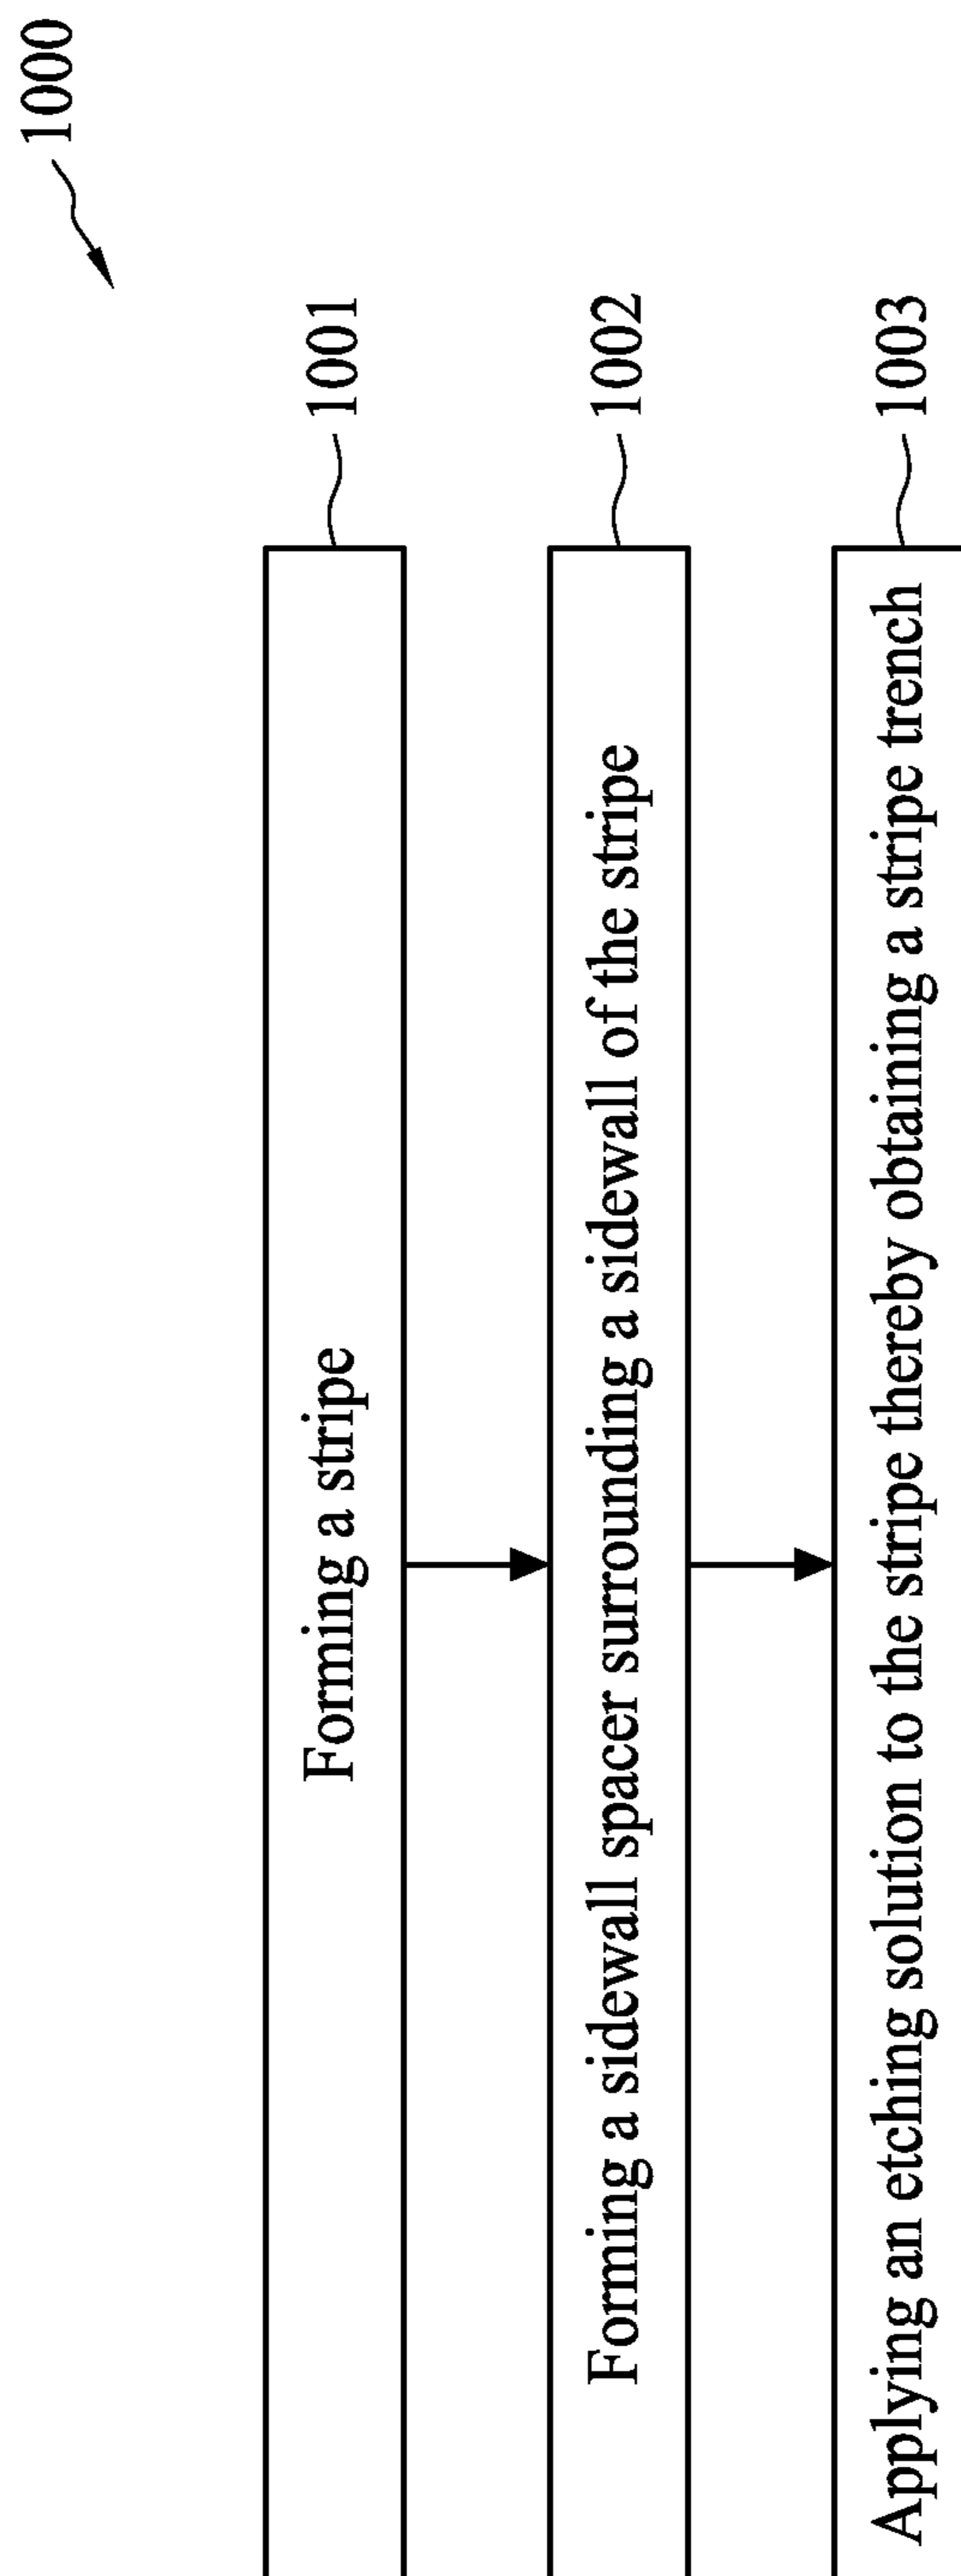 1000
Forming a stripe
1001
Forming a sidewall spacer surrounding a sidewall of the stripe
1002
Applying an etching solution to the stripe thereby obtaining a stripe trench
1003